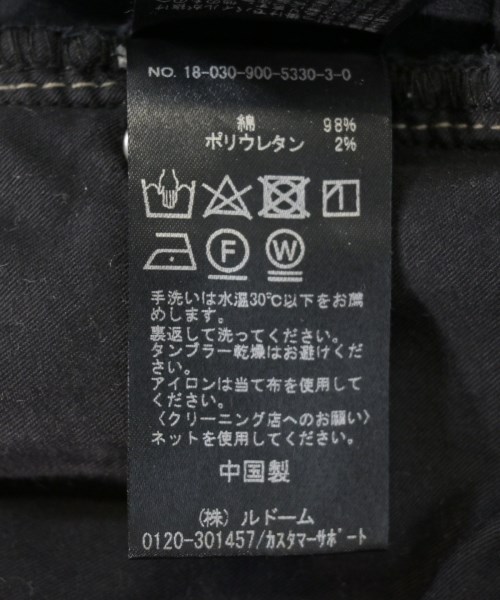 NO. 18-030-900-5330-3-0
綿 98%
ポリウレタン 2%
F W
手洗いは水温30℃以下をお薦
めします。
裏返して洗ってください。
タンブラー乾燥はお避けくだ
さい。
アイロンは当て布を使用して
ください。
〈クリーニング店へのお願い〉
ネットを使用してください。
中国製
(株) ルドーム
0120-301457/カスタマーサポート